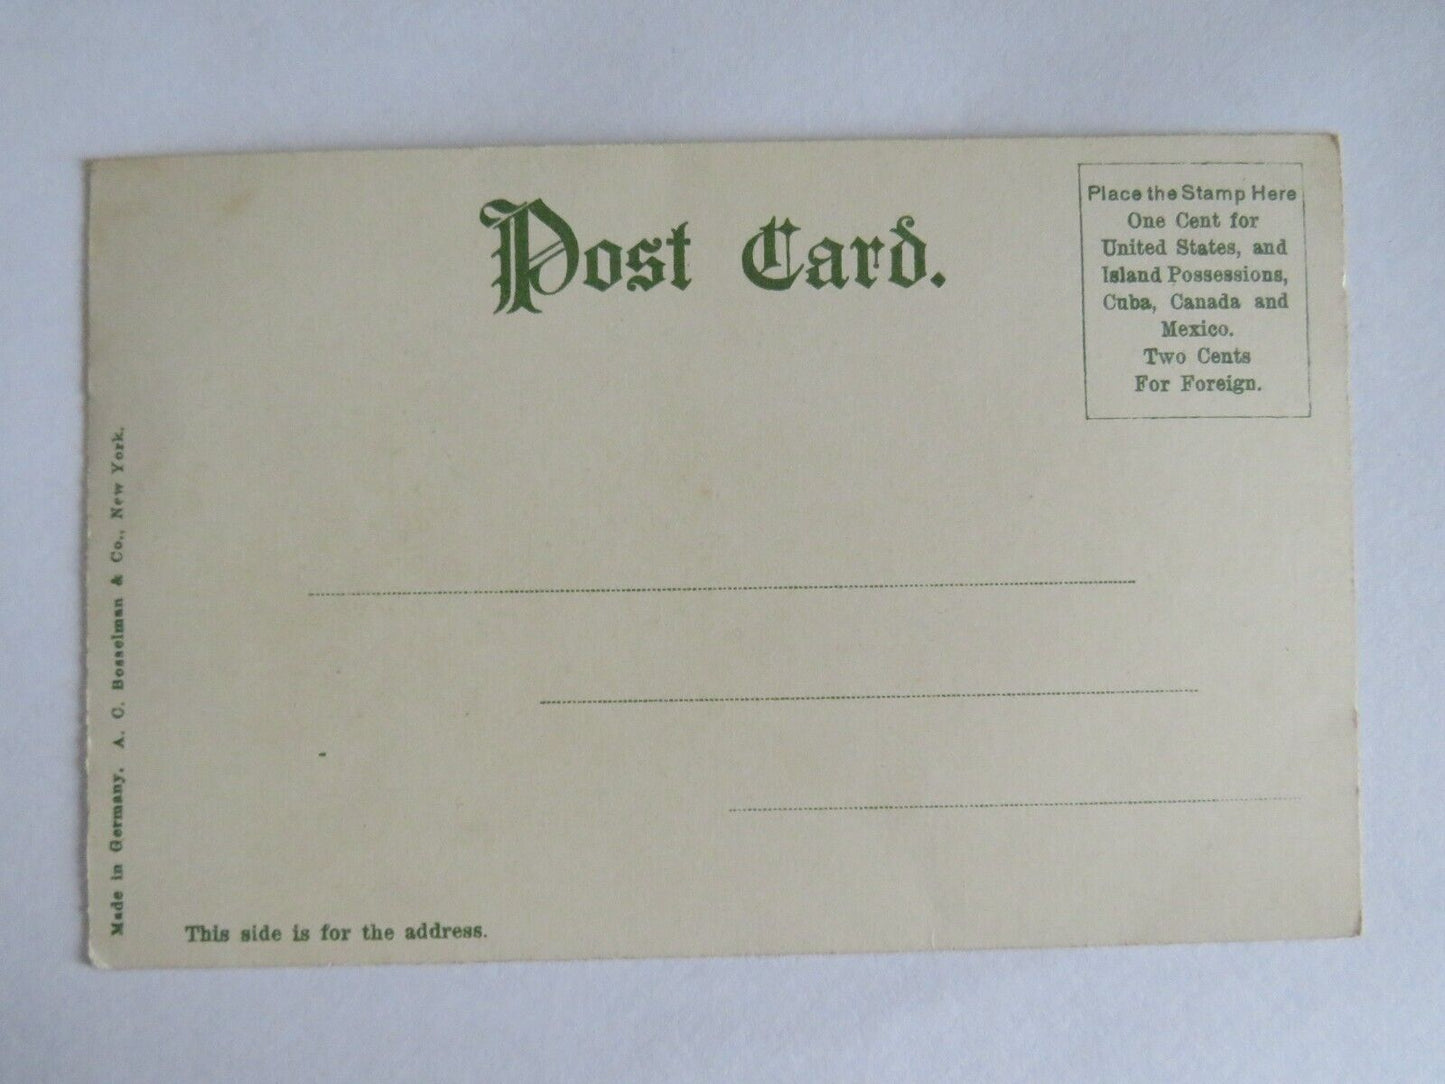 Post Card.
Place the Stamp Here
One Cent for
United States, and
Island Possessions,
Cuba, Canada and
Mexico.
Two Cents
For Foreign.
Made in Germany. A. C. Bosselman & Co., New York.
This side is for the address.